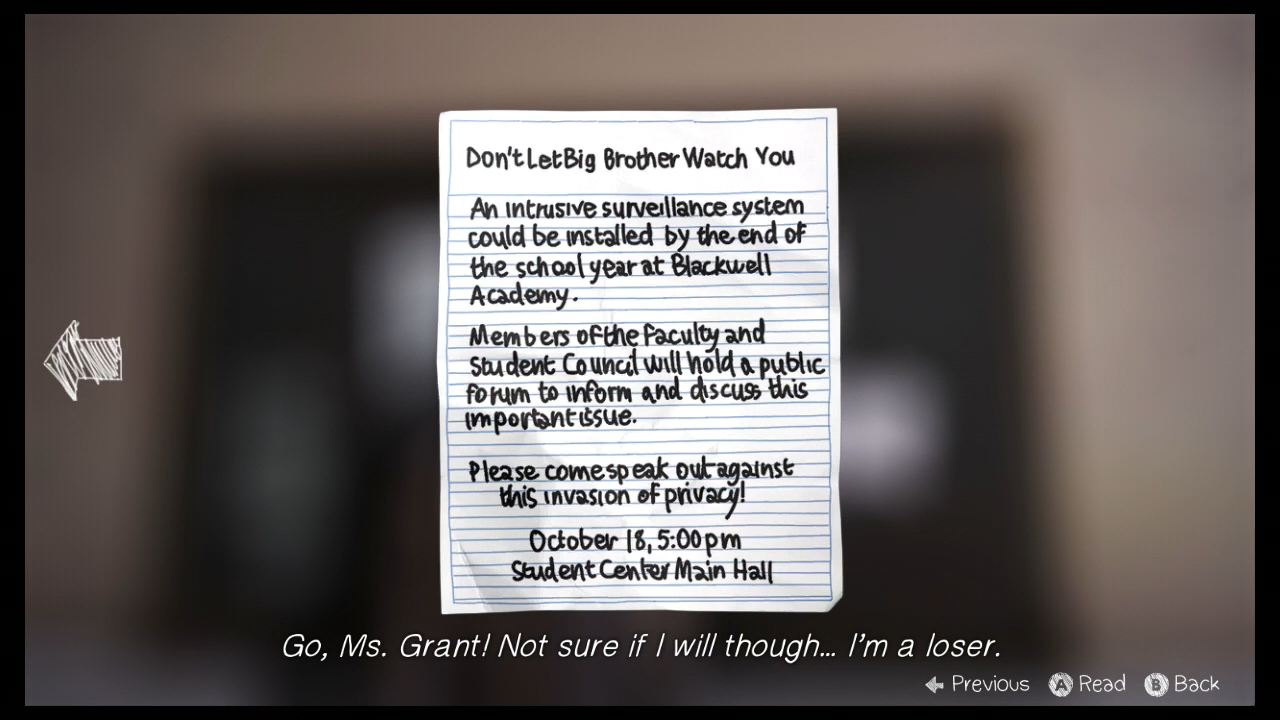 Don't Let Big Brother Watch You
An intrusive surveillance system
could be installed by the end of
the school year at Blackwell
Academy.
Members of the faculty and
Student Council will hold a public
forum to inform and discuss this
important issue.
Please come speak out against
this invasion of privacy!
October 18, 5:00pm
Student Center Main Hall
Go, Ms. Grant! Not sure if I will though... I'm a loser.
Previous A Read B Back